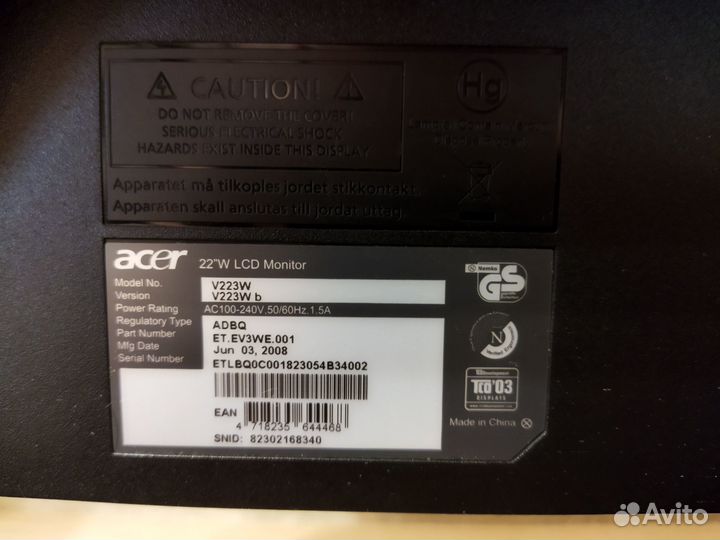 CAUTION!
DO NOT REMOVE THE COVER!
SERIOUS ELECTRICAL SHOCK
HAZARDS EXIST INSIDE THIS DISPLAY
Hg
Apparatet må tilkoples jordet stikkontakt.
Apparaten skall anslutas till jordat uttag.
acer 22"W LCD Monitor
Model No. V223W
Version V223W b
Power Rating AC100-240V,50/60Hz,1.5A
Regulatory Type ADBQ
Part Number ET.EV3WE.001
Mfg Date Jun 03, 2008
Serial Number ETLBQ0C001823054B34002
EAN 4 718235 644468
SNID: 82302168340
Nemko
GS
N
TCO'03
DISPLAYS
Made in China
Avito